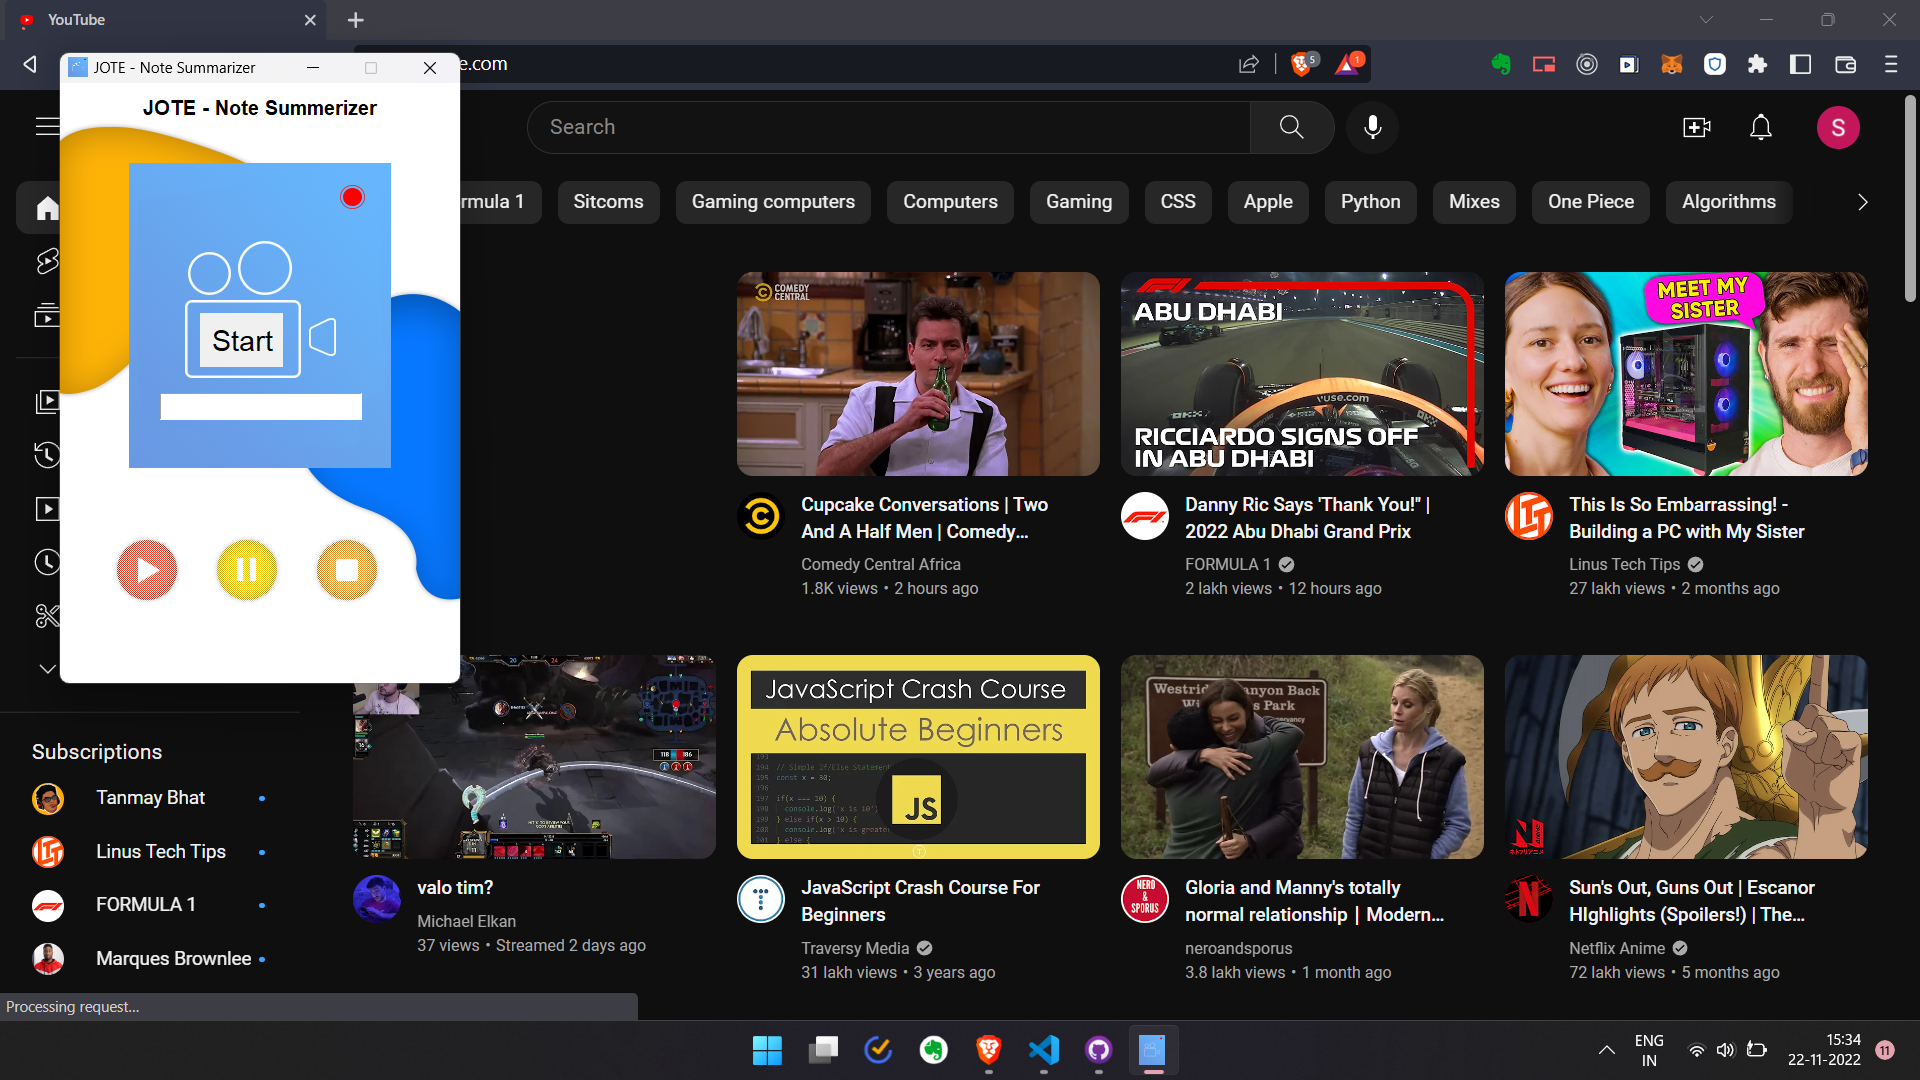 YouTube
JOTE - Note Summarizer
e.com
5
1
JOTE - Note Summerizer
Start
Search
S
rmula 1
Sitcoms
Gaming computers
Computers
Gaming
CSS
Apple
Python
Mixes
One Piece
Algorithms
COMEDY
CENTRAL
Cupcake Conversations | Two
And A Half Men | Comedy...
Comedy Central Africa
1.8K views • 2 hours ago
ABU DHABI
RICCIARDO SIGNS OFF
IN ABU DHABI
Danny Ric Says 'Thank You!" |
2022 Abu Dhabi Grand Prix
FORMULA 1
2 lakh views • 12 hours ago
MEET MY
SISTER
This Is So Embarrassing! -
Building a PC with My Sister
Linus Tech Tips
27 lakh views • 2 months ago
valo tim?
Michael Elkan
37 views • Streamed 2 days ago
JavaScript Crash Course
Absolute Beginners
JS
JavaScript Crash Course For
Beginners
Traversy Media
31 lakh views • 3 years ago
NERO
&
SPORUS
Gloria and Manny's totally
normal relationship | Modern...
neroandsporus
3.8 lakh views • 1 month ago
Sun's Out, Guns Out | Escanor
HIghlights (Spoilers!) | The...
Netflix Anime
72 lakh views • 5 months ago
Subscriptions
Tanmay Bhat
Linus Tech Tips
FORMULA 1
Marques Brownlee
Processing request...
ENG
IN
15:34
22-11-2022
11